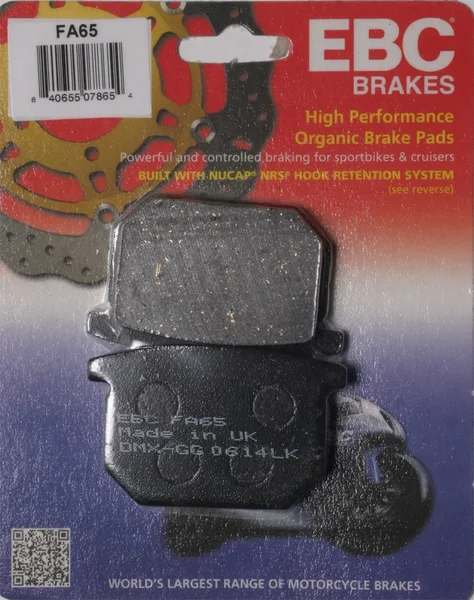 FA65
6 40655 07865 4
EBC
BRAKES
High Performance
Organic Brake Pads
Powerful and controlled braking for sportbikes & cruisers
BUILT WITH NUCAP® NRS® HOOK RETENTION SYSTEM
(see reverse)
EBC FA65
Made in UK
DMX-GG 0614LK
WORLD'S LARGEST RANGE OF MOTORCYCLE BRAKES